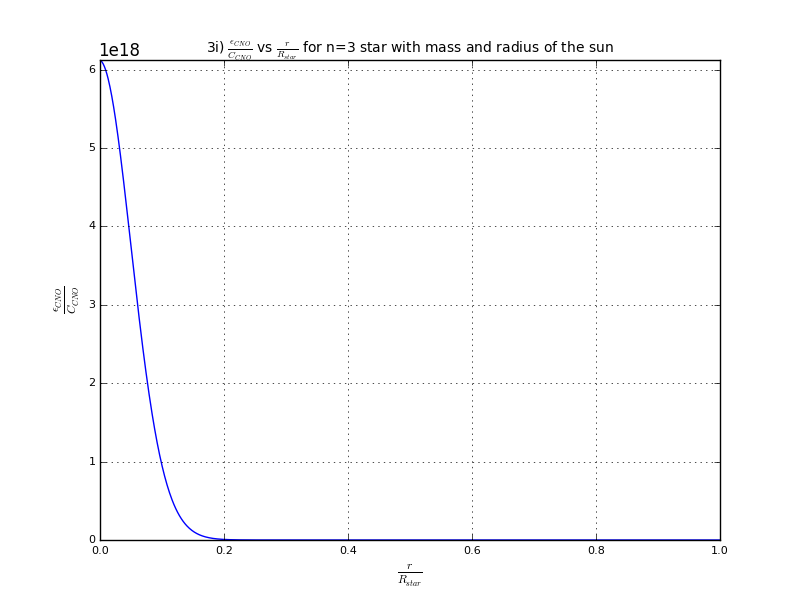 1e18
3i) ϵ_CNO/C_CNO vs r/R_star for n=3 star with mass and radius of the sun
6
5
4
3
2
1
0
ϵ_CNO/C_CNO
0.0 0.2 0.4 0.6 0.8 1.0
r/R_star